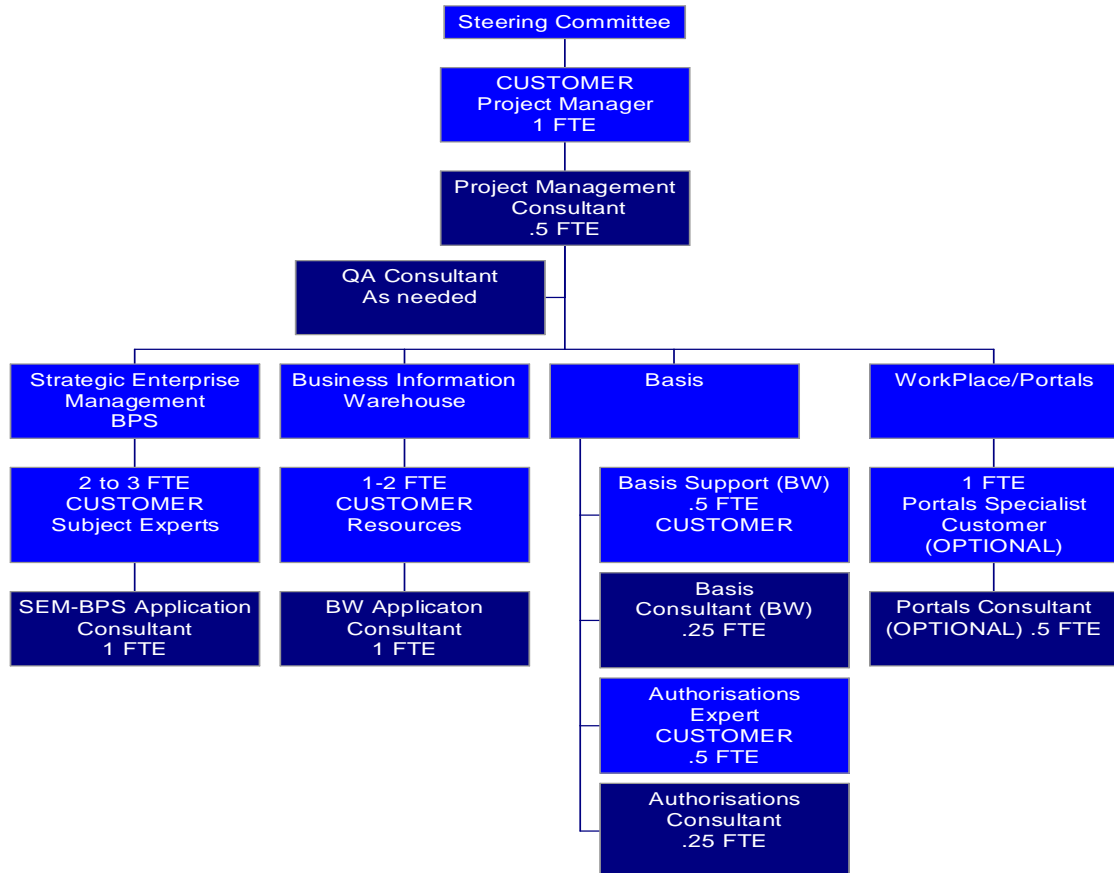 Steering Committee
CUSTOMER
Project Manager
1 FTE
Project Management
Consultant
.5 FTE
QA Consultant
As needed
Strategic Enterprise
Management
BPS
Business Information
Warehouse
Basis
WorkPlace/Portals
2 to 3 FTE
CUSTOMER
Subject Experts
1-2 FTE
CUSTOMER
Resources
Basis Support (BW)
.5 FTE
CUSTOMER
1 FTE
Portals Specialist
Customer
(OPTIONAL)
SEM-BPS Application
Consultant
1 FTE
BW Applicaton
Consultant
1 FTE
Basis
Consultant (BW)
.25 FTE
Portals Consultant
(OPTIONAL) .5 FTE
Authorisations
Expert
CUSTOMER
.5 FTE
Authorisations
Consultant
.25 FTE